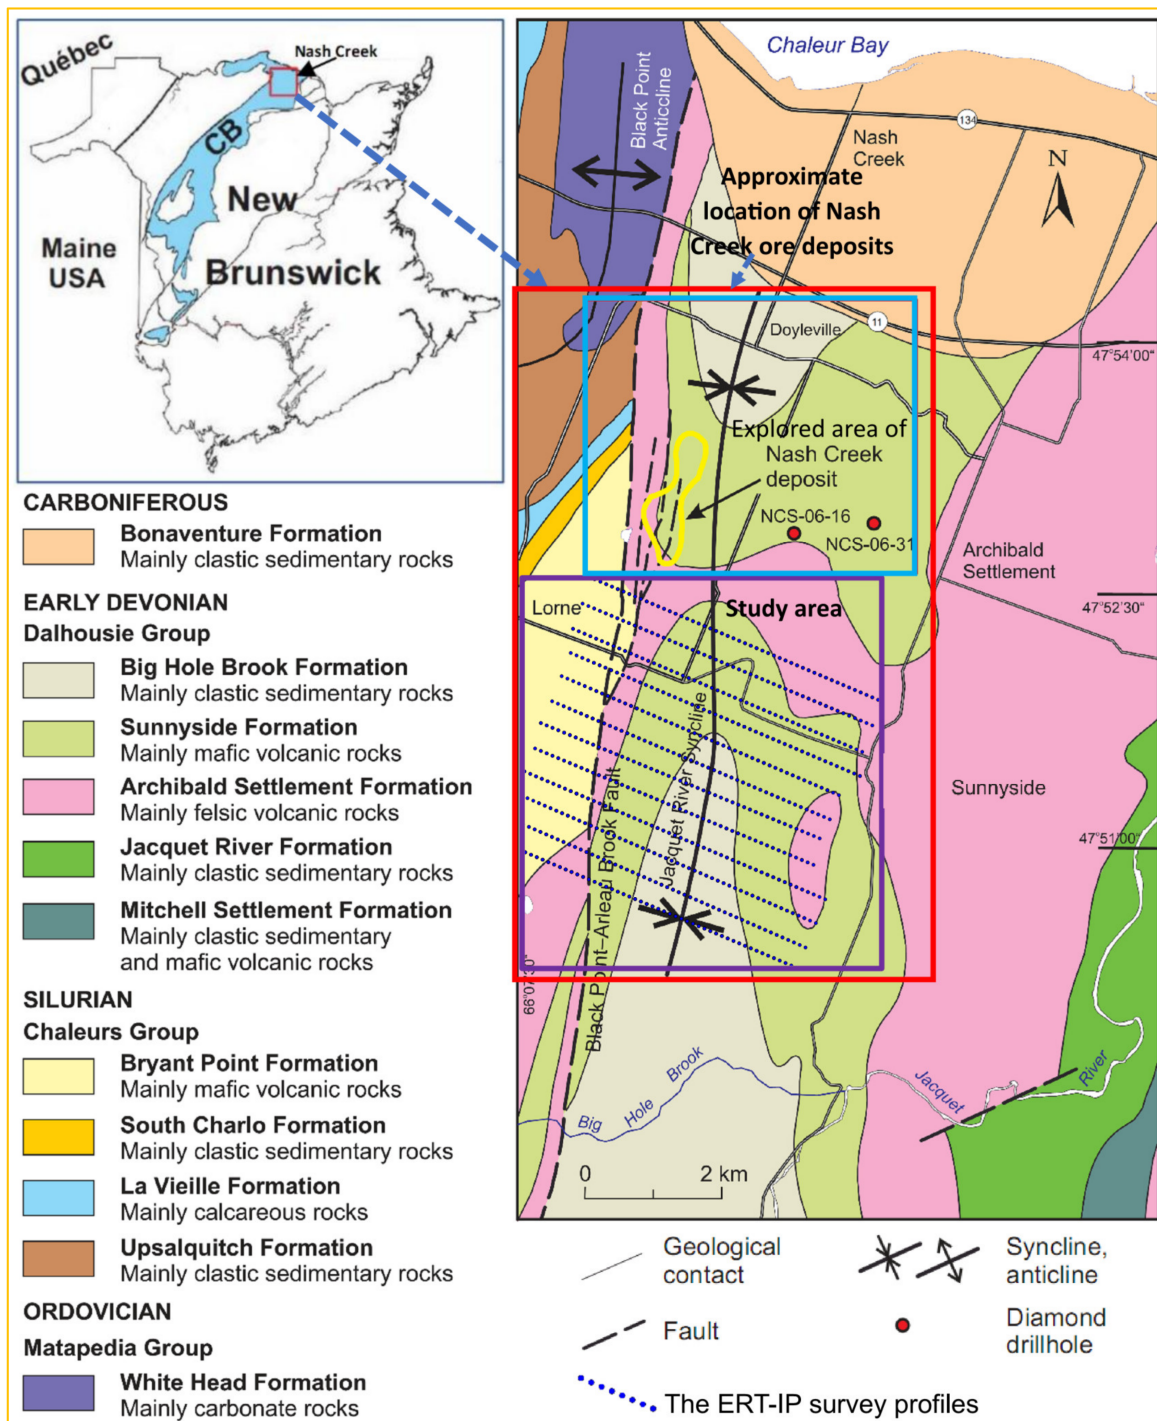 Québec
Nash Creek
CB
New
Brunswick
Maine
USA
CARBONIFEROUS
Bonaventure Formation
Mainly clastic sedimentary rocks
EARLY DEVONIAN
Dalhousie Group
Big Hole Brook Formation
Mainly clastic sedimentary rocks
Sunnyside Formation
Mainly mafic volcanic rocks
Archibald Settlement Formation
Mainly felsic volcanic rocks
Jacquet River Formation
Mainly clastic sedimentary rocks
Mitchell Settlement Formation
Mainly clastic sedimentary
and mafic volcanic rocks
SILURIAN
Chaleurs Group
Bryant Point Formation
Mainly mafic volcanic rocks
South Charlo Formation
Mainly clastic sedimentary rocks
La Vieille Formation
Mainly calcareous rocks
Upsalquitch Formation
Mainly clastic sedimentary rocks
ORDOVICIAN
Matapedia Group
White Head Formation
Mainly carbonate rocks
Chaleur Bay
Black Point
Anticcline
134
Nash
Creek
N
Approximate
location of Nash
Creek ore deposits
11
Doyleville
47°54'00"
Explored area of
Nash Creek
deposit
NCS-06-16
NCS-06-31
Archibald
Settlement
47°52'30"
Lorne
Study area
Jacquet River Syncline
Black Point–Arleau Brook Fault
Sunnyside
47°51'00"
66°07'30"
Big Hole Brook
Jacquet River
0 2 km
Geological
contact
Syncline,
anticline
Fault
Diamond
drillhole
The ERT-IP survey profiles